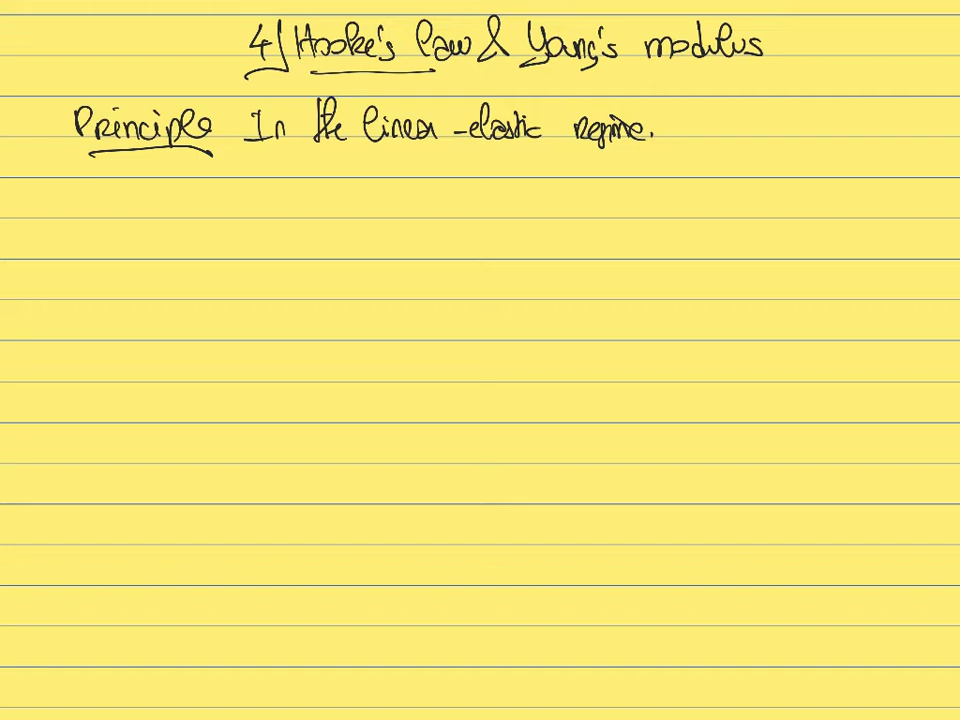 4) Hooke's law & Young's modulus
Principle In the linear-elastic regime.